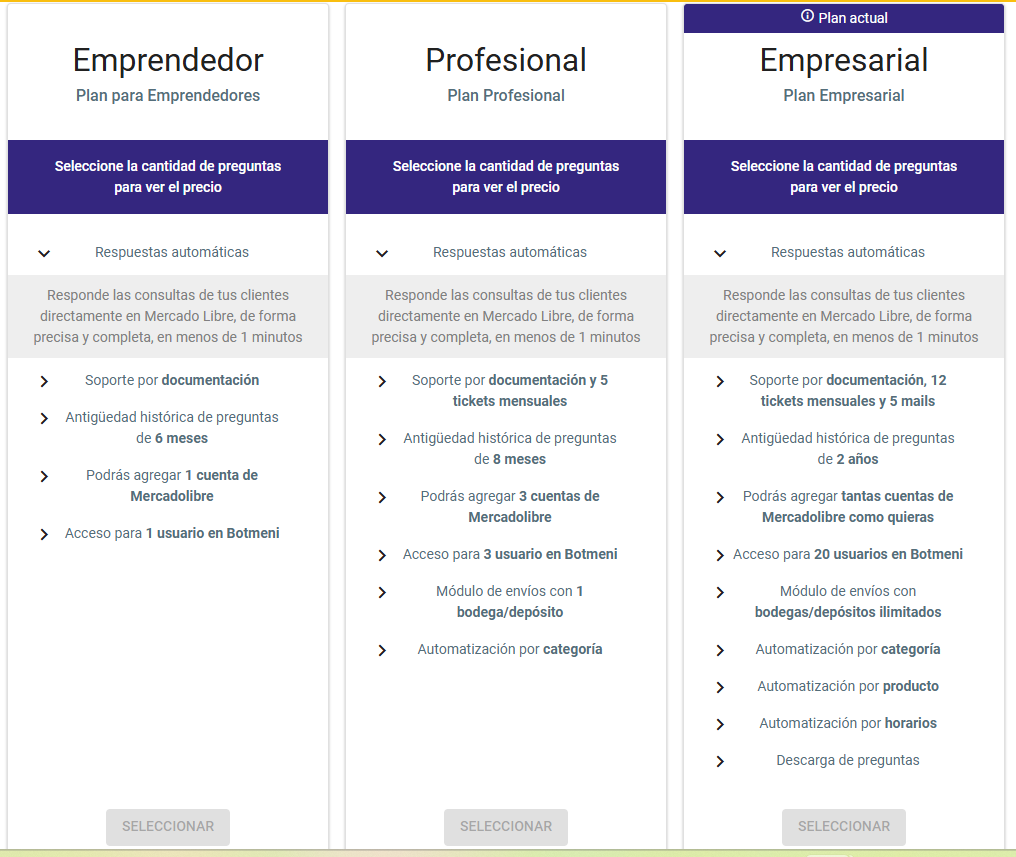 Emprendedor
Plan para Emprendedores
Seleccione la cantidad de preguntas
para ver el precio
Respuestas automáticas
Responde las consultas de tus clientes
directamente en Mercado Libre, de forma
precisa y completa, en menos de 1 minutos
Soporte por documentación
Antigüedad histórica de preguntas
de 6 meses
Podrás agregar 1 cuenta de
Mercadolibre
Acceso para 1 usuario en Botmeni
SELECCIONAR
Profesional
Plan Profesional
Seleccione la cantidad de preguntas
para ver el precio
Respuestas automáticas
Responde las consultas de tus clientes
directamente en Mercado Libre, de forma
precisa y completa, en menos de 1 minutos
Soporte por documentación y 5
tickets mensuales
Antigüedad histórica de preguntas
de 8 meses
Podrás agregar 3 cuentas de
Mercadolibre
Acceso para 3 usuario en Botmeni
Módulo de envíos con 1
bodega/depósito
Automatización por categoría
SELECCIONAR
Plan actual
Empresarial
Plan Empresarial
Seleccione la cantidad de preguntas
para ver el precio
Respuestas automáticas
Responde las consultas de tus clientes
directamente en Mercado Libre, de forma
precisa y completa, en menos de 1 minutos
Soporte por documentación, 12
tickets mensuales y 5 mails
Antigüedad histórica de preguntas
de 2 años
Podrás agregar tantas cuentas de
Mercadolibre como quieras
Acceso para 20 usuarios en Botmeni
Módulo de envíos con
bodegas/depósitos ilimitados
Automatización por categoría
Automatización por producto
Automatización por horarios
Descarga de preguntas
SELECCIONAR